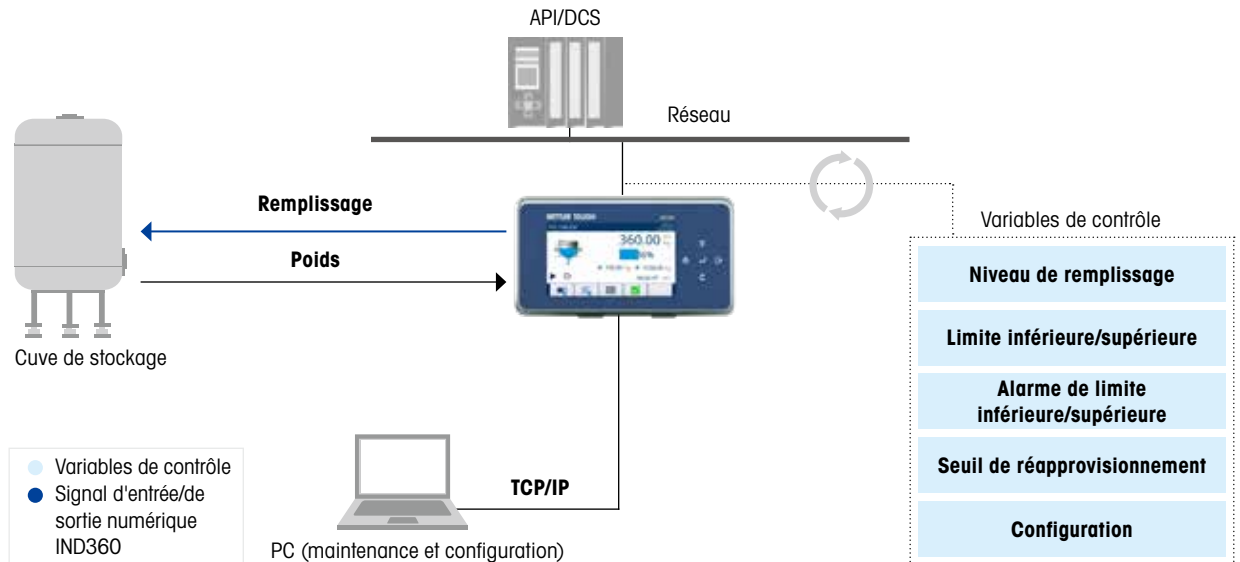 API/DCS
Réseau
Remplissage
Poids
METTLER TOLEDO
360.00
Variables de contrôle
Niveau de remplissage
Limite inférieure/supérieure
Alarme de limite
inférieure/supérieure
Seuil de réapprovisionnement
Configuration
Cuve de stockage
Variables de contrôle
Signal d'entrée/de
sortie numérique
IND360
TCP/IP
PC (maintenance et configuration)